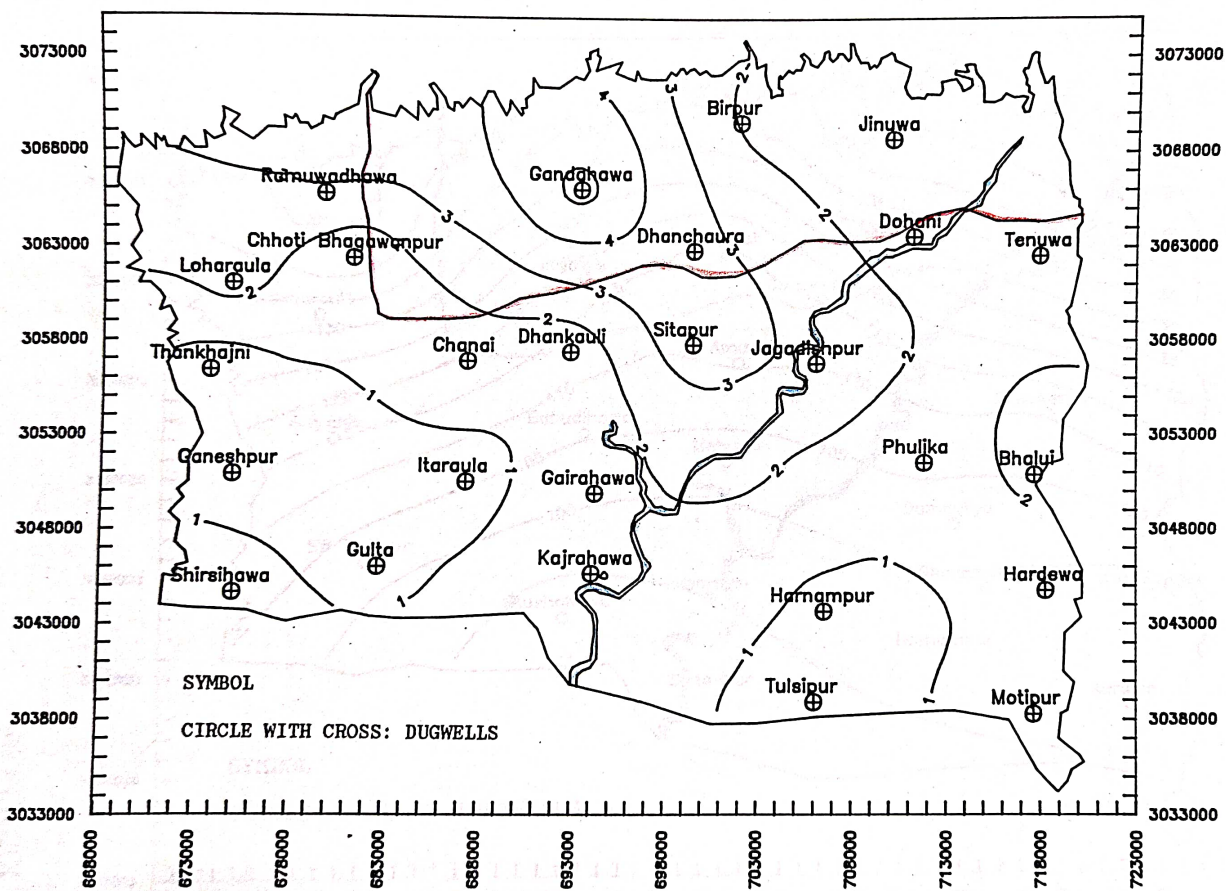 3073000
3073000
4
3
2
Birpur
Jinuwa
3068000
3068000
Ramuwadhawa
Gandahawa
3
2
Dohani
3063000
Chhoti Bhagawanpur
4
Dhanchaura
3
3063000
Tenuwa
Loharaula
2
3
2
3058000
Thankhajni
Chanai
Dhankauli
Sitapur
Jagadishpur
2
3058000
1
3
3053000
3053000
Ganeshpur
Itaraula
1
Gairahawa
2
2
Phulika
Bhalui
2
3048000
1
3048000
Shirsihawa
Guita
1
Kajrahawa
Harnampur
1
Hardewa
3043000
3043000
1
SYMBOL
Tulsipur
1
Motipur
3038000
CIRCLE WITH CROSS: DUGWELLS
3038000
3033000
3033000
668000
673000
678000
683000
688000
693000
698000
703000
708000
713000
718000
723000